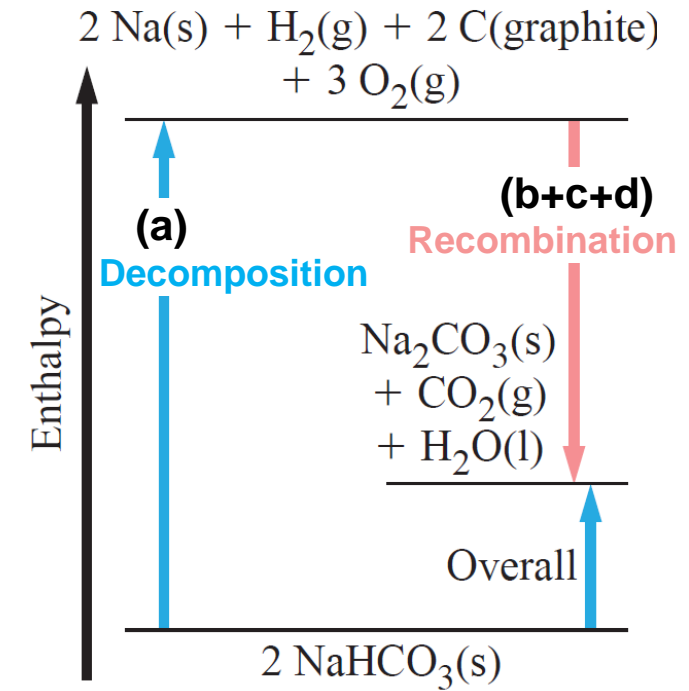 2 Na(s) + H₂(g) + 2 C(graphite)
+ 3 O₂(g)
(a)
Decomposition
(b+c+d)
Recombination
Enthalpy
Na₂CO₃(s)
+ CO₂(g)
+ H₂O(l)
Overall
2 NaHCO₃(s)